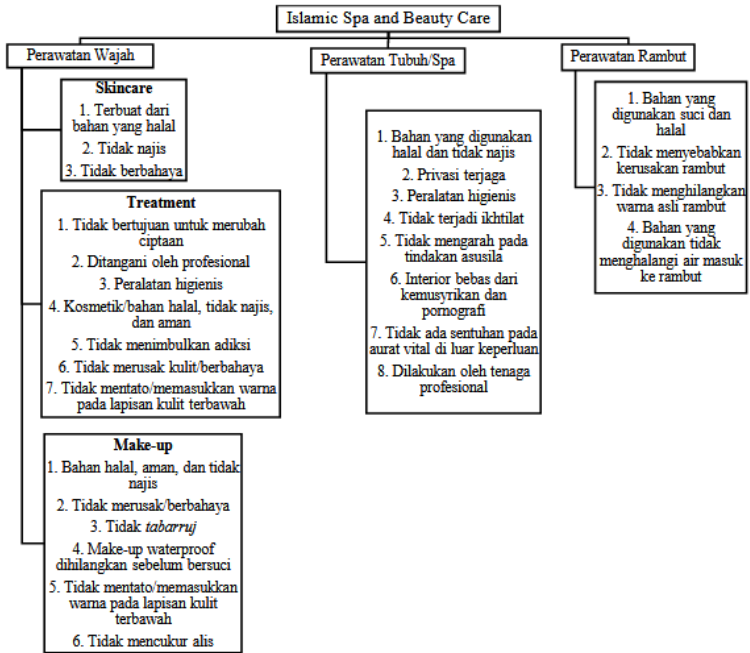 Islamic Spa and Beauty Care
Perawatan Wajah
Skincare
1. Terbuat dari
bahan yang halal
2. Tidak najis
3. Tidak berbahaya
Treatment
1. Tidak bertujuan untuk merubah
ciptaan
2. Ditangani oleh profesional
3. Peralatan higienis
4. Kosmetik/bahan halal, tidak najis,
dan aman
5. Tidak menimbulkan adiksi
6. Tidak merusak kulit/berbahaya
7. Tidak mentato/memasukkan warna
pada lapisan kulit terbawah
Make-up
1. Bahan halal, aman, dan tidak
najis
2. Tidak merusak/berbahaya
3. Tidak tabarruj
4. Make-up waterproof
dihilangkan sebelum bersuci
5. Tidak mentato/memasukkan
warna pada lapisan kulit
terbawah
6. Tidak mencukur alis
Perawatan Tubuh/Spa
1. Bahan yang digunakan
halal dan tidak najis
2. Privasi terjaga
3. Peralatan higienis
4. Tidak terjadi ikhtilat
5. Tidak mengarah pada
tindakan asusila
6. Interior bebas dari
kemusyrikan dan
pornografi
7. Tidak ada sentuhan pada
aurat vital di luar keperluan
8. Dilakukan oleh tenaga
profesional
Perawatan Rambut
1. Bahan yang
digunakan suci dan
halal
2. Tidak menyebabkan
kerusakan rambut
3. Tidak menghilangkan
warna asli rambut
4. Bahan yang
digunakan tidak
menghalangi air masuk
ke rambut